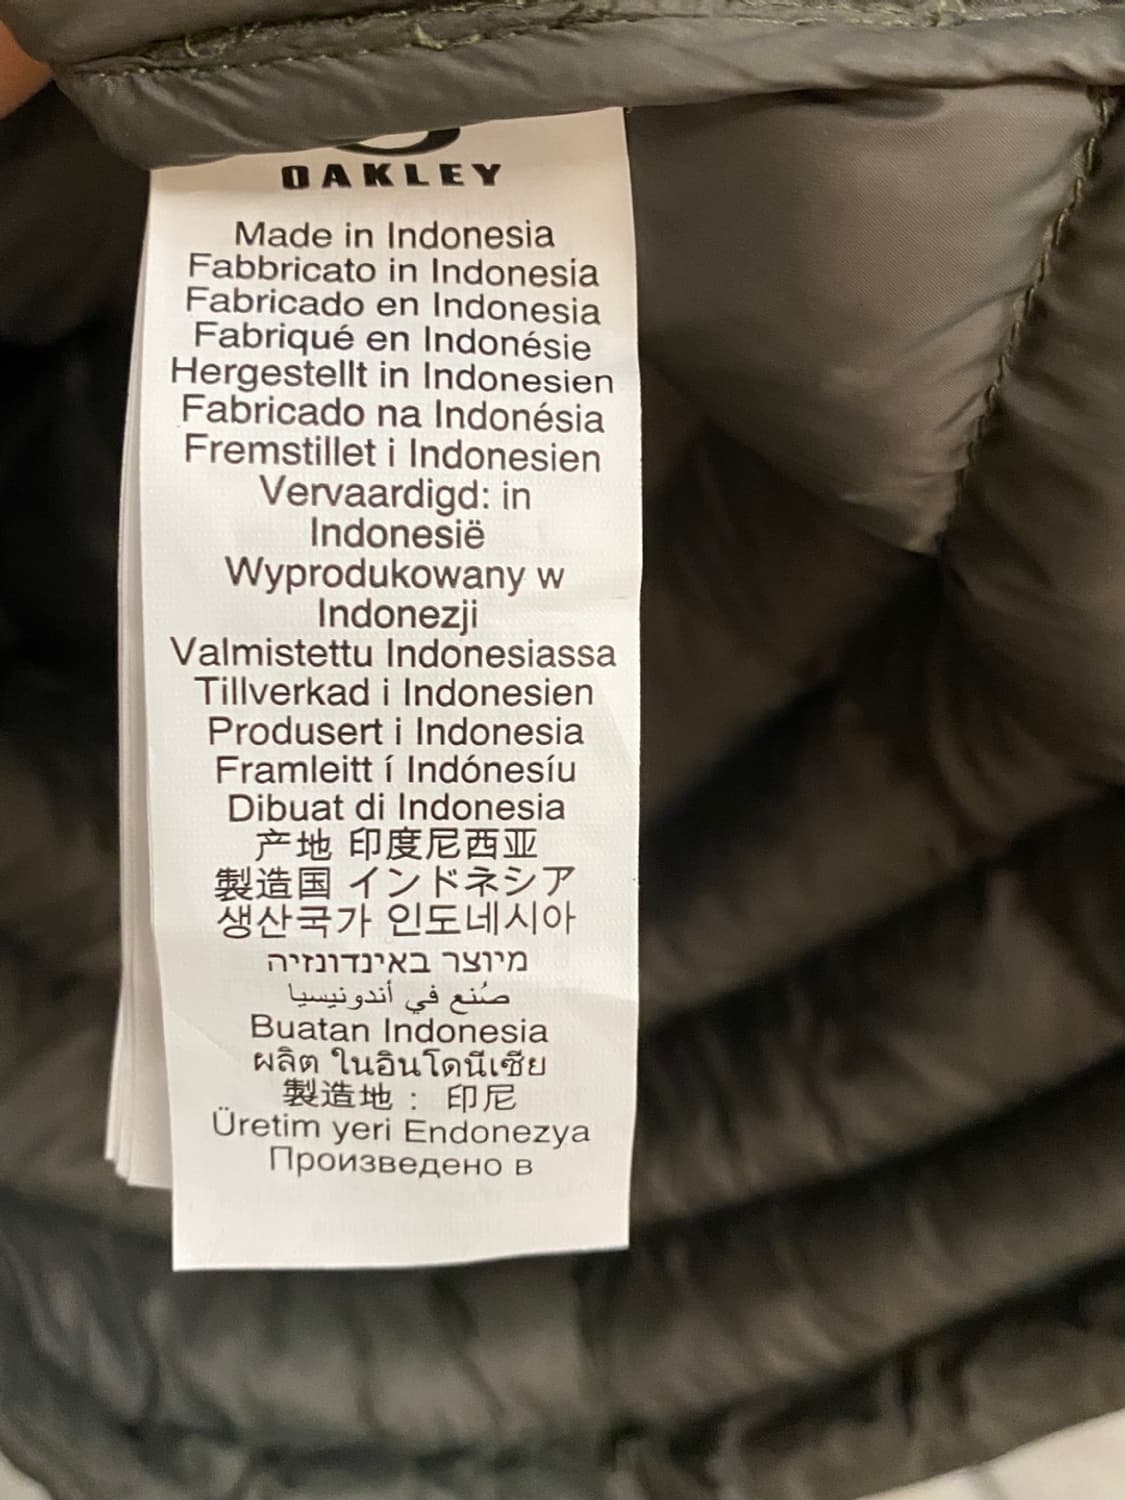 OAKLEY
Made in Indonesia
Fabbricato in Indonesia
Fabricado en Indonesia
Fabriqué en Indonésie
Hergestellt in Indonesien
Fabricado na Indonésia
Fremstillet i Indonesien
Vervaardigd: in
Indonesië
Wyprodukowany w
Indonezji
Valmistettu Indonesiassa
Tillverkad i Indonesien
Produsert i Indonesia
Framleitt í Indónesíu
Dibuat di Indonesia
产地 印度尼西亚
製造国 インドネシア
생산국가 인도네시아
מיוצר באינדונזיה
صُنع في أندونيسيا
Buatan Indonesia
ผลิต ในอินโดนีเซีย
製造地： 印尼
Üretim yeri Endonezya
Произведено в